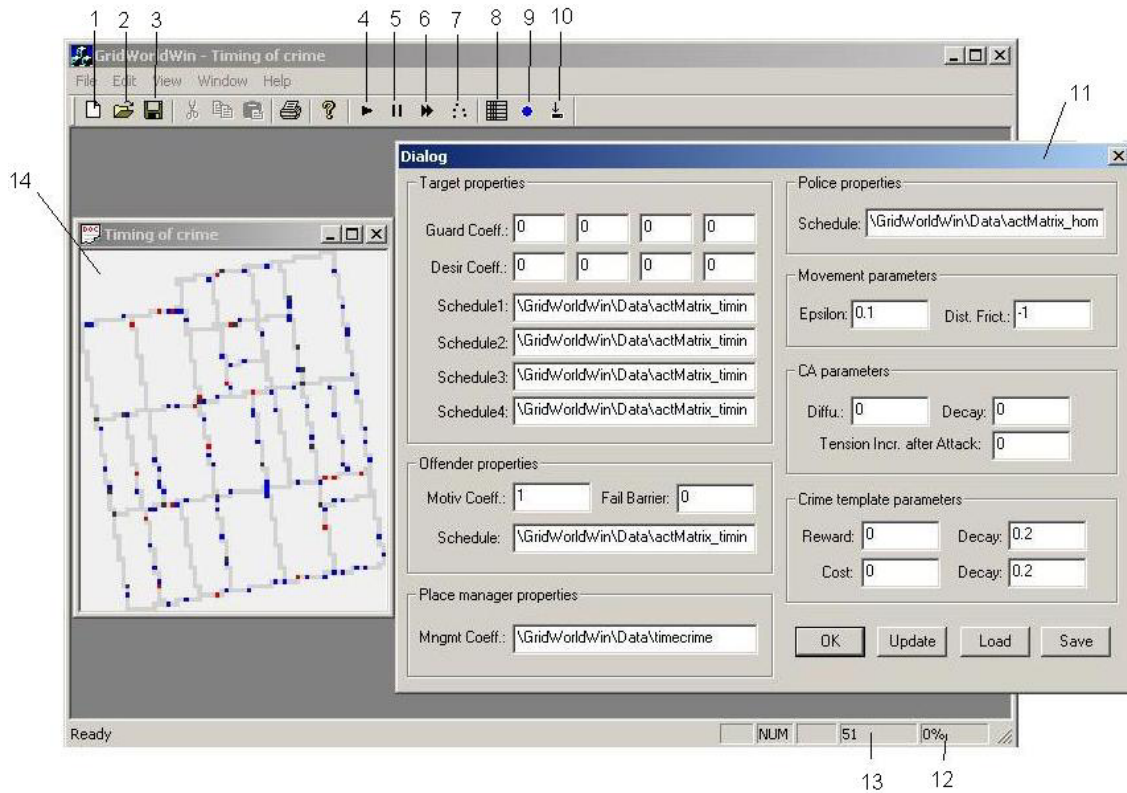 1 2 3 4 5 6 7 8 9 10
GridWorldWin - Timing of crime
File Edit View Window Help
11
Dialog
14
Timing of crime
Target properties
Guard Coeff.: 0 0 0 0
Desir Coeff.: 0 0 0 0
Schedule1: \GridWorldWin\Data\actMatrix_timin
Schedule2: \GridWorldWin\Data\actMatrix_timin
Schedule3: \GridWorldWin\Data\actMatrix_timin
Schedule4: \GridWorldWin\Data\actMatrix_timin
Offender properties
Motiv Coeff.: 1 Fail Barrier: 0
Schedule: \GridWorldWin\Data\actMatrix_timin
Place manager properties
Mngmt Coeff.: \GridWorldWin\Data\timecrime
Police properties
Schedule: \GridWorldWin\Data\actMatrix_hom
Movement parameters
Epsilon: 0.1 Dist. Frict.: -1
CA parameters
Diffu.: 0 Decay: 0
Tension Incr. after Attack: 0
Crime template parameters
Reward: 0 Decay: 0.2
Cost: 0 Decay: 0.2
OK Update Load Save
Ready NUM 51 0%
13 12